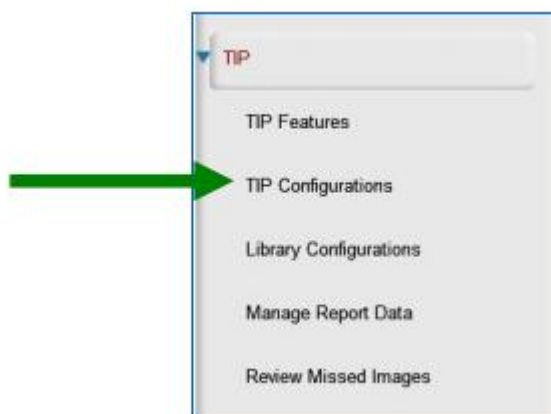 TIP
TIP Features
TIP Configurations
Library Configurations
Manage Report Data
Review Missed Images